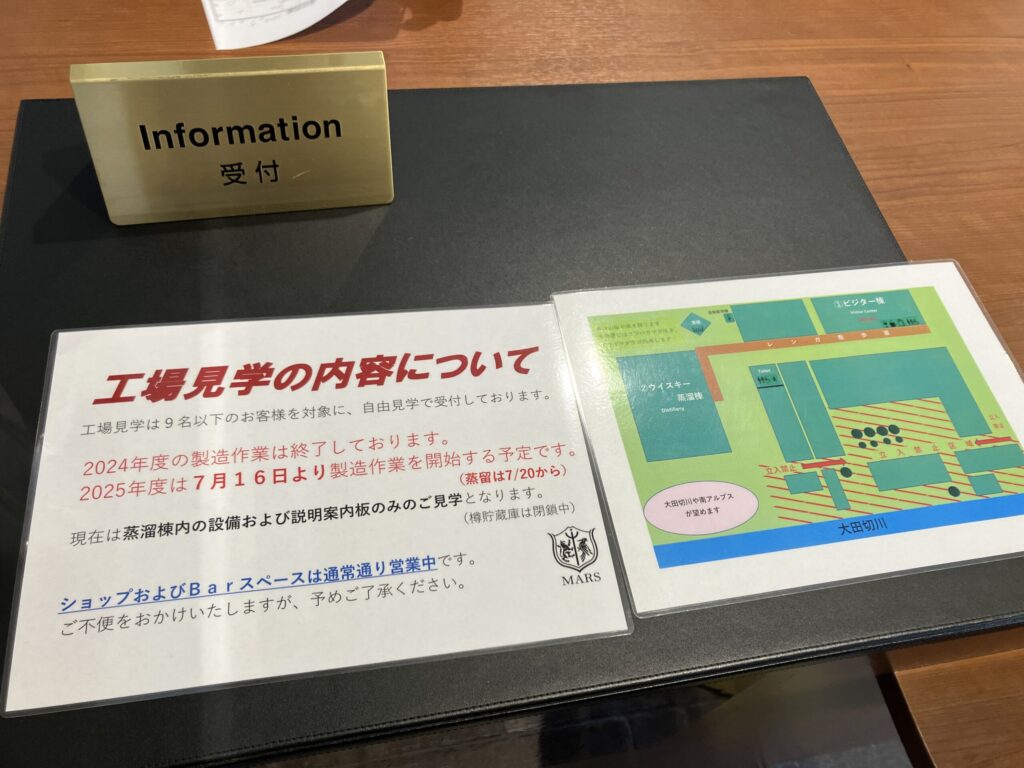 Information
受付
工場見学の内容について
工場見学は９名以下のお客様を対象に、自由見学で受付しております。
2024年度の製造作業は終了しております。
2025年度は７月１６日より製造作業を開始する予定です。
(蒸留は7/20から)
現在は蒸溜棟内の設備および説明案内板のみのご見学となります。
(樽貯蔵庫は閉鎖中)
ショップおよびＢａｒスペースは通常通り営業中です。
ご不便をおかけいたしますが、予めご了承ください。
MARS
①ビジター棟
Visitor Center
レンガ遊歩道
②ウイスキー
蒸溜棟
Distillery
Toilet
立入禁止
立入禁止区域
立入
禁止
大田切川や南アルプス
が望めます
大田切川